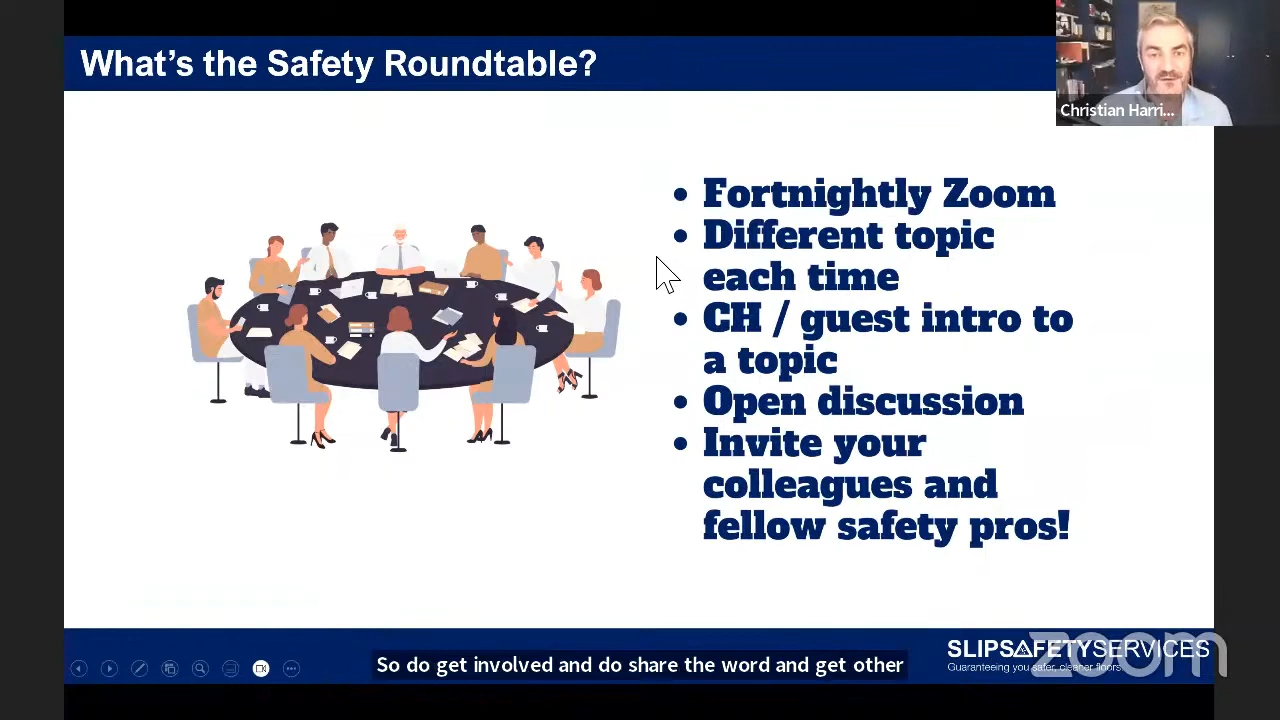 What's the Safety Roundtable?
Christian Harri...
• Fortnightly Zoom
• Different topic
each time
• CH / guest intro to
a topic
• Open discussion
• Invite your
colleagues and
fellow safety pros!
SLIPSAFETYSERVICES
Guaranteeing you safer, cleaner floors.
zoom
So do get involved and do share the word and get other